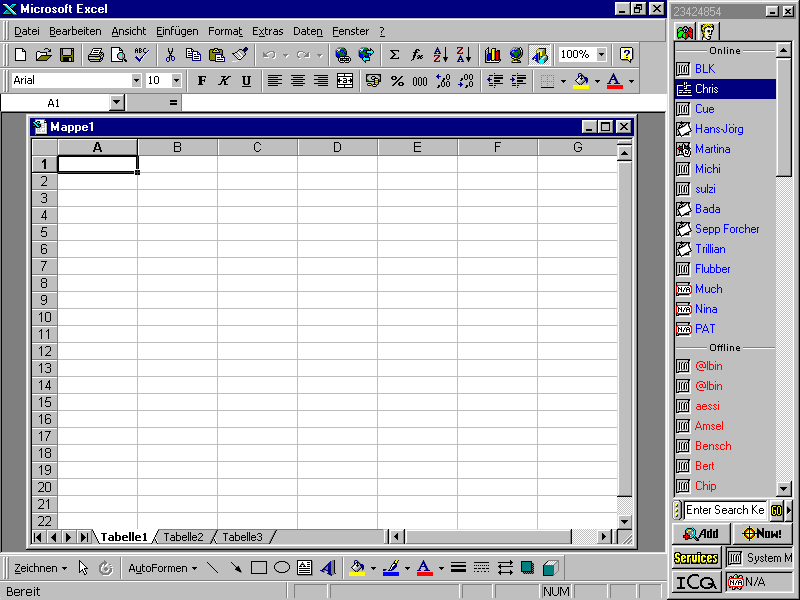 Microsoft Excel
Datei Bearbeiten Ansicht Einfügen Format Extras Daten Fenster ?
ABC Σ fx A Z Z A 100% ?
Arial 10 F K U % 000 A
A1 =
Mappe1
A B C D E F G
1
2
3
4
5
6
7
8
9
10
11
12
13
14
15
16
17
18
19
20
21
22
Tabelle1 Tabelle2 Tabelle3
Zeichnen AutoFormen A A
Bereit NUM
23424854
Online
BLK
Chris
Cue
Hans-Jörg
Martina
Michi
sulzi
Bada
Sepp Forcher
Trillian
Flubber
N/A Much
N/A Nina
N/A PAT
Offline
@lbin
@lbin
aessi
Amsel
Bensch
Bert
Chip
Enter Search Ke GO
Add Now!
Services System M
ICQ N/A